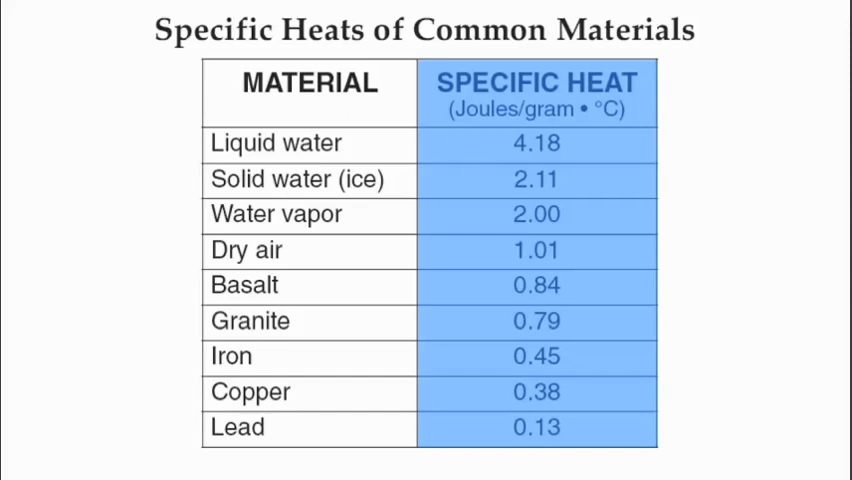 Specific Heats of Common Materials
MATERIAL SPECIFIC HEAT
(Joules/gram • °C)
Liquid water 4.18
Solid water (ice) 2.11
Water vapor 2.00
Dry air 1.01
Basalt 0.84
Granite 0.79
Iron 0.45
Copper 0.38
Lead 0.13